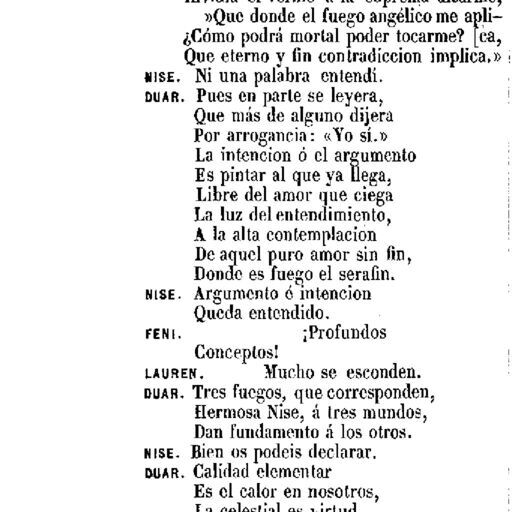 »Que donde el fuego angélico me apli-
¿Cómo podrá mortal poder tocarme? [ca,
Que eterno y fin contradiccion implica.»
NISE. Ni una palabra entendí.
DUAR. Pues en parte se leyera,
Que más de alguno dijera
Por arrogancia: «Yo sí.»
La intencion ó el argumento
Es pintar al que ya llega,
Libre del amor que ciega
La luz del entendimiento,
A la alta contemplacion
De aquel puro amor sin fin,
Donde es fuego el serafin.
NISE. Argumento é intencion
Queda entendido.
FENI. ¡Profundos
Conceptos!
LAUREN. Mucho se esconden.
DUAR. Tres fuegos, que corresponden,
Hermosa Nise, á tres mundos,
Dan fundamento á los otros.
NISE. Bien os podeis declarar.
DUAR. Calidad elementar
Es el calor en nosotros,
La celestial es virtud